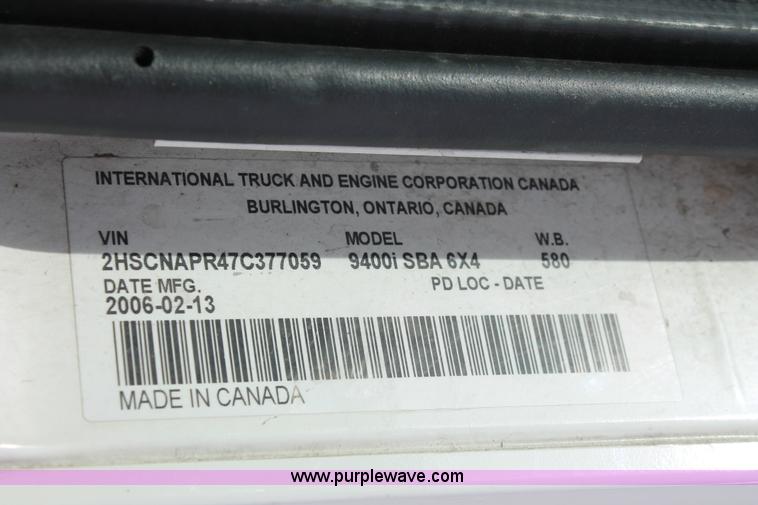 INTERNATIONAL TRUCK AND ENGINE CORPORATION CANADA
BURLINGTON, ONTARIO, CANADA
VIN MODEL W.B.
2HSCNAPR47C377059 9400i SBA 6X4 580
DATE MFG. PD LOC - DATE
2006-02-13
MADE IN CANADA
www.purplewave.com